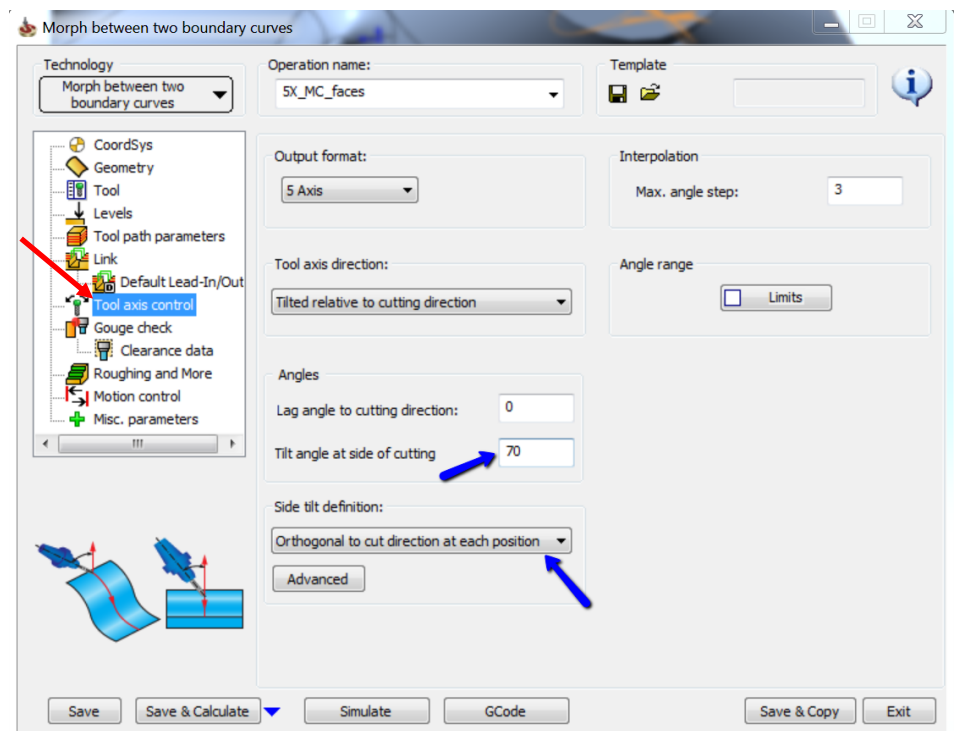 Morph between two boundary curves
Technology
Morph between two
boundary curves
Operation name:
5X_MC_faces
Template
CoordSys
Geometry
Tool
Levels
Tool path parameters
Link
Default Lead-In/Out
Tool axis control
Gouge check
Clearance data
Roughing and More
Motion control
Misc. parameters
Output format:
5 Axis
Interpolation
Max. angle step:
3
Tool axis direction:
Tilted relative to cutting direction
Angle range
Limits
Angles
Lag angle to cutting direction:
0
Tilt angle at side of cutting
70
Side tilt definition:
Orthogonal to cut direction at each position
Advanced
Save
Save & Calculate
Simulate
GCode
Save & Copy
Exit